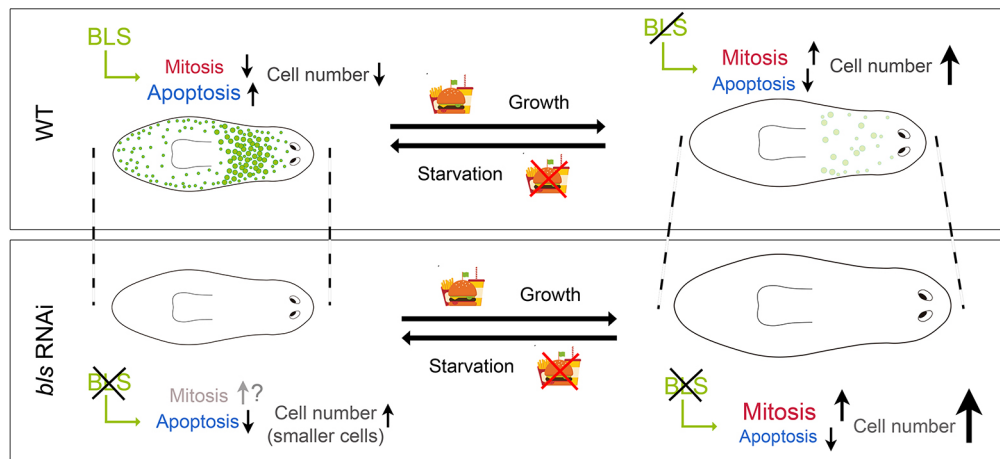 WT
BLS
Mitosis
Apoptosis
Cell number
Growth
Starvation
BLS
Mitosis
Apoptosis
Cell number
bls RNAi
Growth
Starvation
BLS
Mitosis ?
Apoptosis
Cell number
(smaller cells)
BLS
Mitosis
Apoptosis
Cell number